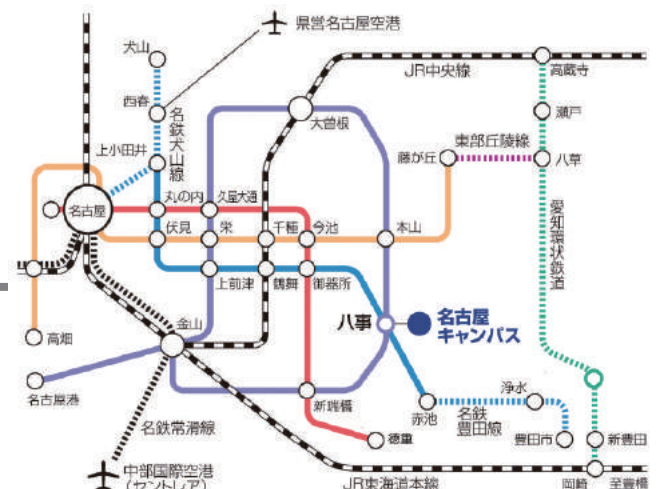 県営名古屋空港
犬山
西春
名鉄犬山線
上小田井
JR中央線
高蔵寺
瀬戸
大曽根
藤が丘
東部丘陵線
八草
愛知環状鉄道
名古屋
丸の内
久屋大通
伏見
栄
千種
今池
本山
上前津
鶴舞
御器所
八事
名古屋
キャンパス
金山
高畑
名古屋港
新瑞橋
赤池
浄水
名鉄
豊田線
豊田市
新豊田
名鉄常滑線
徳重
中部国際空港
(セントレア)
JR東海道本線
岡崎
至豊橋